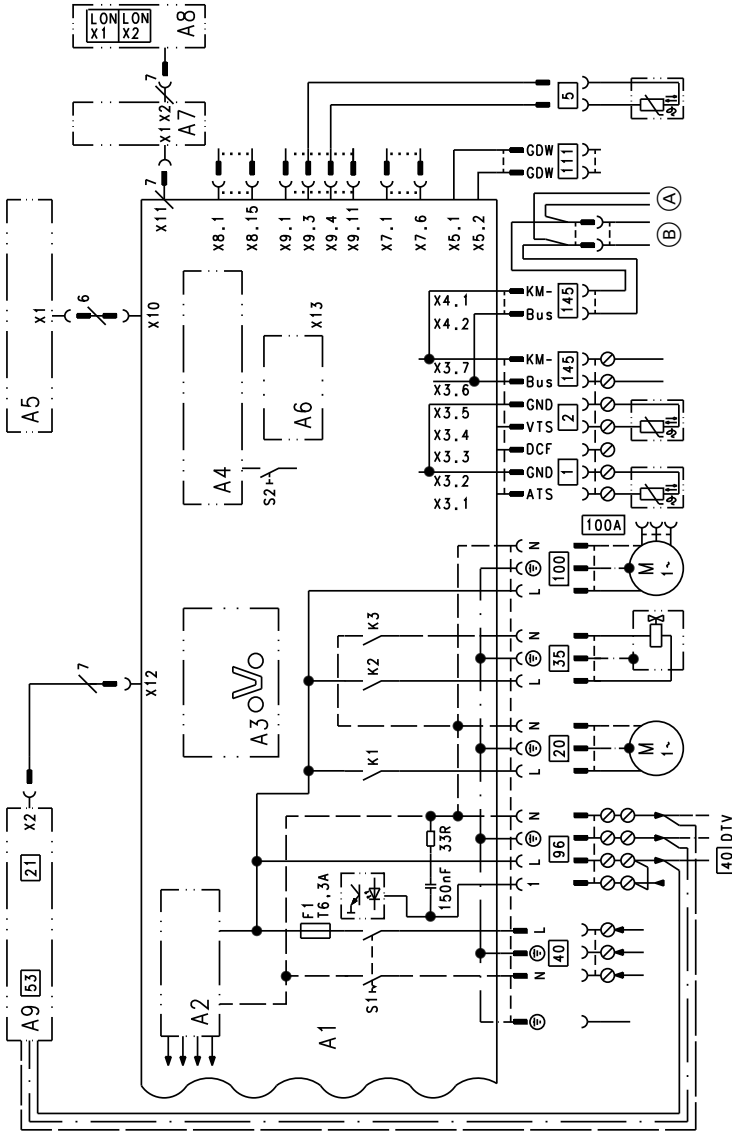 LON LON
X1 X2
A8
7
X1 X2
A7
7
X11
A5
X1
6
X10
X8.1
X8.15
X9.1
X9.3
X9.4
X9.11
X7.1
X7.6
X5.1
X5.2
GDW
GDW
111
5
A
B
A4
S2
A6
X13
X4.1
X4.2
X3.7
X3.6
X3.5
X3.4
X3.3
X3.2
X3.1
KM-
Bus
145
KM-
Bus
145
GND
VTS
2
DCF
GND
ATS
1
100A
7
X12
A3
K3
K2
K1
N
L
100
M
1~
N
L
35
N
L
20
M
1~
X2
21
53
A9
A2
F1
T6,3A
150nF
33R
S1
A1
N
L
1
96
L
N
40
40 DTV